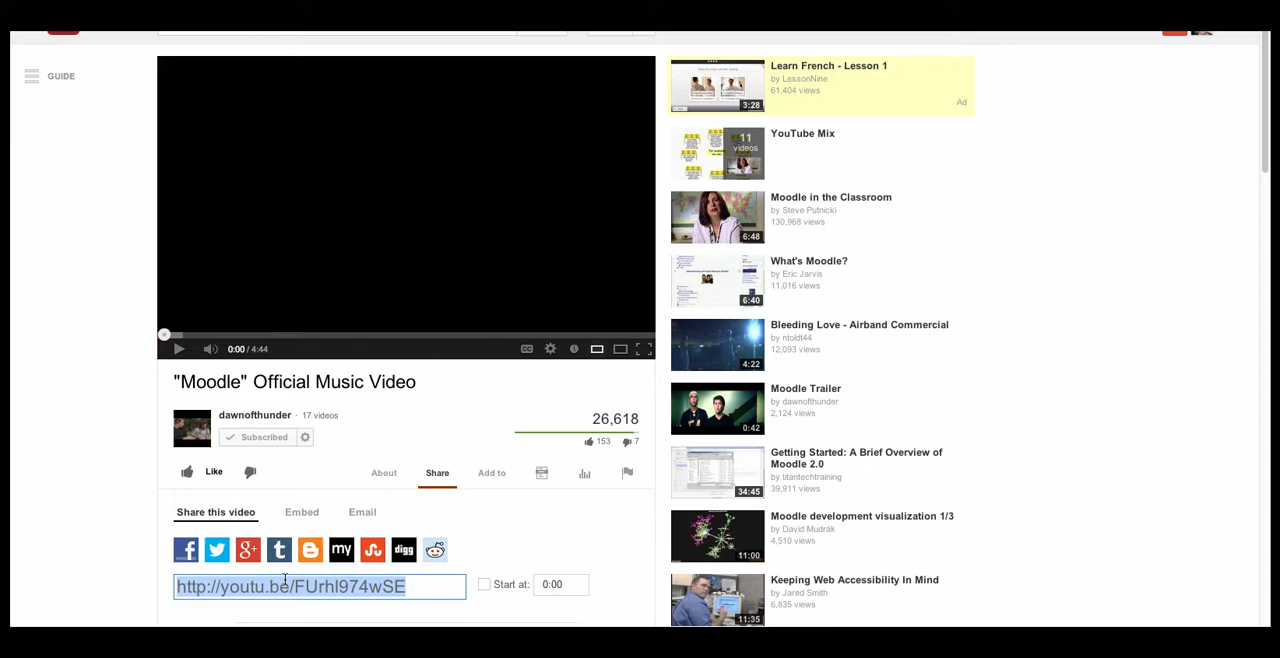 GUIDE
0:00 / 4:44
"Moodle" Official Music Video
dawnofthunder · 17 videos
Subscribed
26,618
153
7
Like
About
Share
Add to
Share this video
Embed
Email
http://youtu.be/FUrhl974wSE
Start at:
0:00
3:28
Learn French - Lesson 1
by LessonNine
61,404 views
Ad
11
videos
YouTube Mix
6:48
Moodle in the Classroom
by Steve Putnicki
130,968 views
6:40
What's Moodle?
by Eric Jarvis
11,016 views
4:22
Bleeding Love - Airband Commercial
by ntoldt44
12,093 views
0:42
Moodle Trailer
by dawnofthunder
2,124 views
34:45
Getting Started: A Brief Overview of
Moodle 2.0
by titantechtraining
39,911 views
11:00
Moodle development visualization 1/3
by David Mudrák
4,510 views
11:35
Keeping Web Accessibility In Mind
by Jared Smith
6,835 views
my
digg